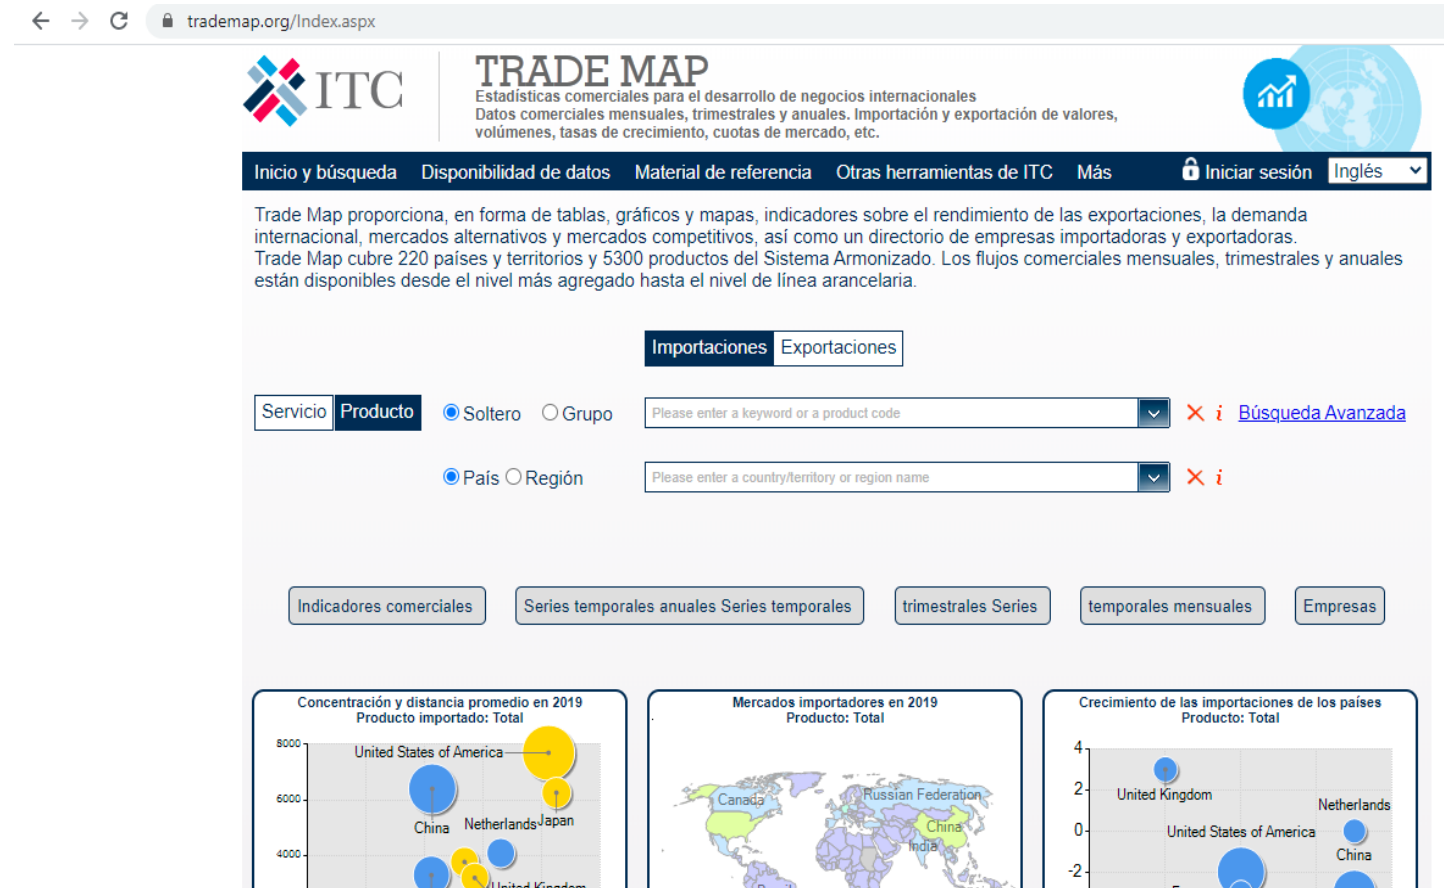 trademap.org/Index.aspx
ITC
TRADE MAP
Estadísticas comerciales para el desarrollo de negocios internacionales
Datos comerciales mensuales, trimestrales y anuales. Importación y exportación de valores,
volúmenes, tasas de crecimiento, cuotas de mercado, etc.
Inicio y búsqueda Disponibilidad de datos Material de referencia Otras herramientas de ITC Más Iniciar sesión Inglés
Trade Map proporciona, en forma de tablas, gráficos y mapas, indicadores sobre el rendimiento de las exportaciones, la demanda
internacional, mercados alternativos y mercados competitivos, así como un directorio de empresas importadoras y exportadoras.
Trade Map cubre 220 países y territorios y 5300 productos del Sistema Armonizado. Los flujos comerciales mensuales, trimestrales y anuales
están disponibles desde el nivel más agregado hasta el nivel de línea arancelaria.
Importaciones Exportaciones
Servicio Producto Soltero Grupo Please enter a keyword or a product code i Búsqueda Avanzada
País Región Please enter a country/territory or region name i
Indicadores comerciales Series temporales anuales Series temporales trimestrales Series temporales mensuales Empresas
Concentración y distancia promedio en 2019
Producto importado: Total
8000
United States of America
6000
China Netherlands Japan
4000
United Kingdom
Mercados importadores en 2019
Producto: Total
Canada Russian Federation
China
India
Brazil
Crecimiento de las importaciones de los países
Producto: Total
4
2
United Kingdom
Netherlands
0
United States of America
China
-2